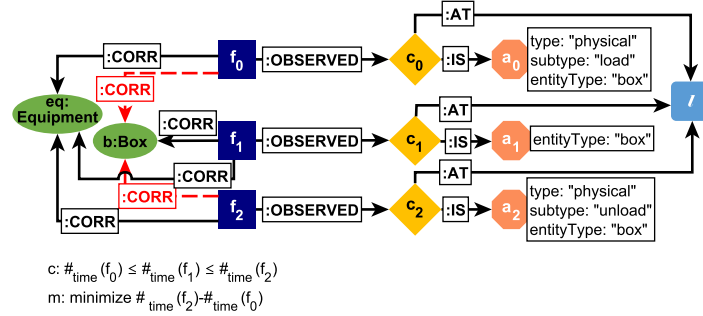 :AT
:CORR
f0
:OBSERVED
c0
:IS
a0
type: "physical"
subtype: "load"
entityType: "box"
:CORR
eq:
Equipment
b:Box
:CORR
f1
:OBSERVED
:AT
c1
:IS
a1
entityType: "box"
l
:CORR
:CORR
:AT
:CORR
f2
:OBSERVED
c2
:IS
a2
type: "physical"
subtype: "unload"
entityType: "box"
c: #time(f0) ≤ #time(f1) ≤ #time(f2)
m: minimize #time(f2)-#time(f0)